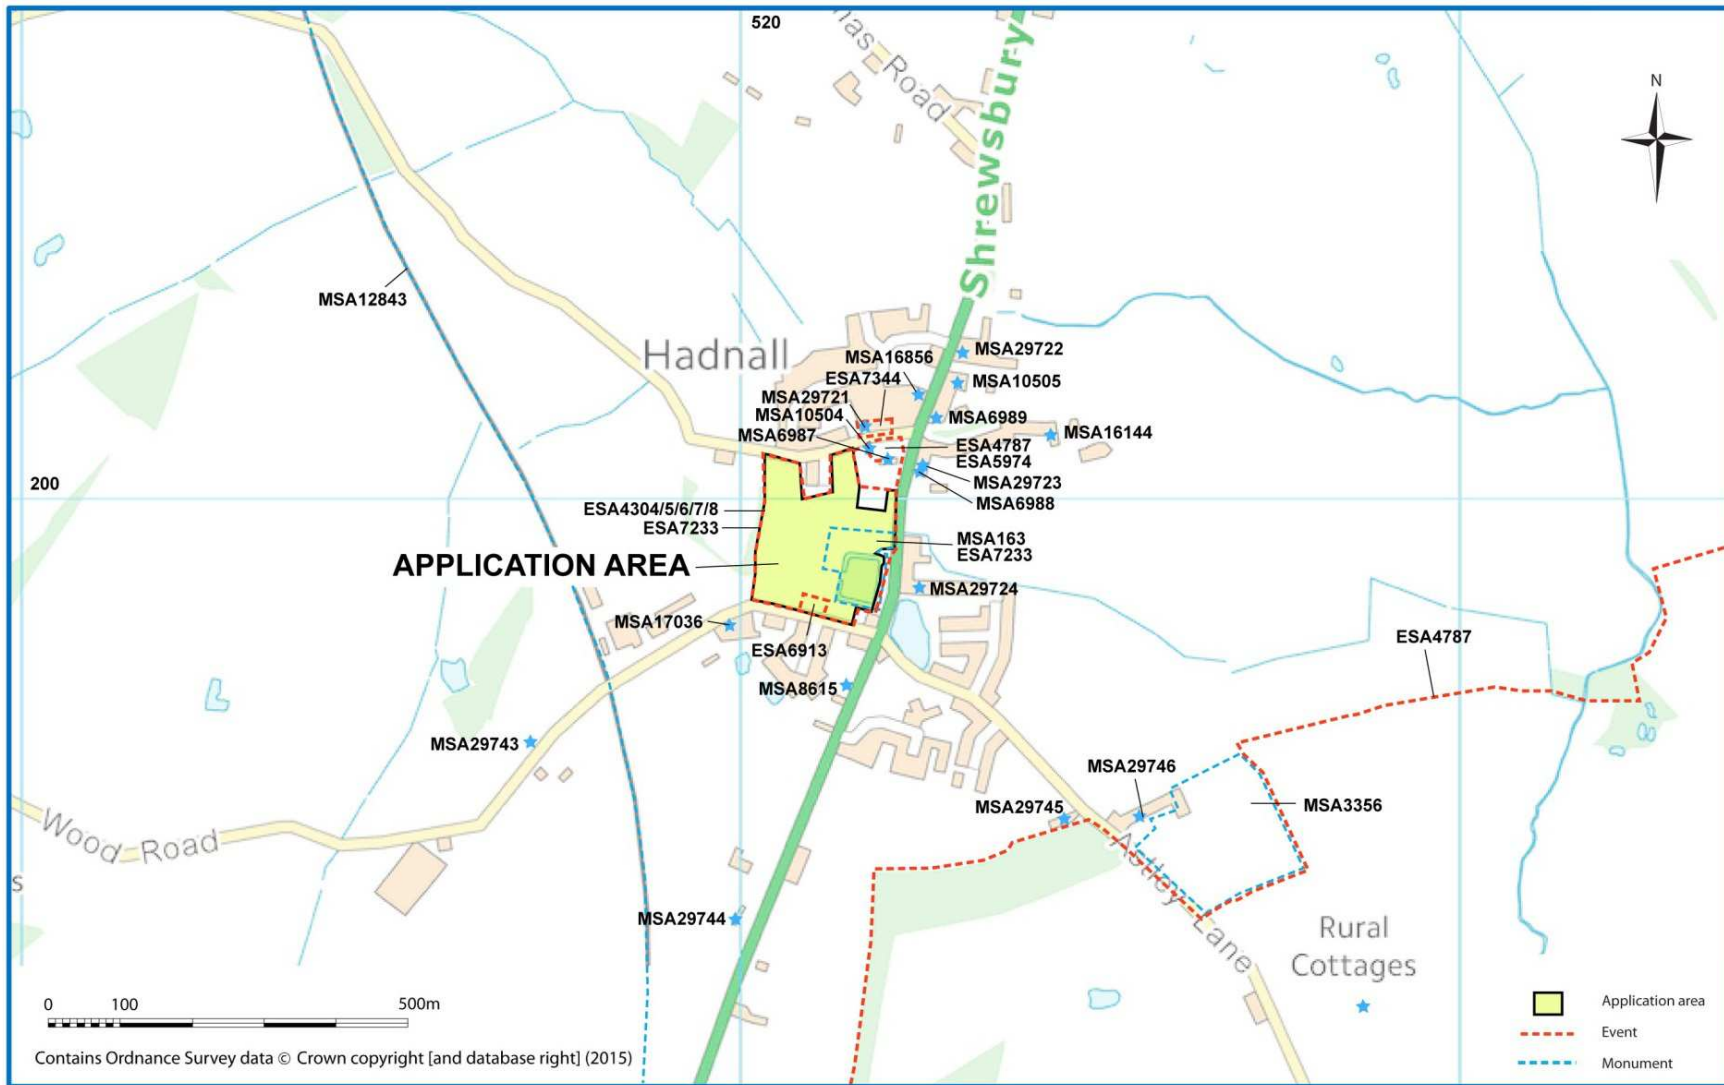 520
nas Road
Shrewsbury
N
MSA12843
Hadnall
MSA16856
MSA29722
ESA7344
MSA10505
MSA29721
MSA10504
MSA6989
MSA6987
MSA16144
ESA4787
ESA5974
MSA29723
200
MSA6988
ESA4304/5/6/7/8
ESA7233
MSA163
ESA7233
APPLICATION AREA
MSA29724
MSA17036
ESA6913
ESA4787
MSA8615
MSA29743
MSA29746
MSA29745
MSA3356
Wood Road
s
Astley Lane
MSA29744
Rural
Cottages
0 100 500m
Application area
Event
Monument
Contains Ordnance Survey data © Crown copyright [and database right] (2015)